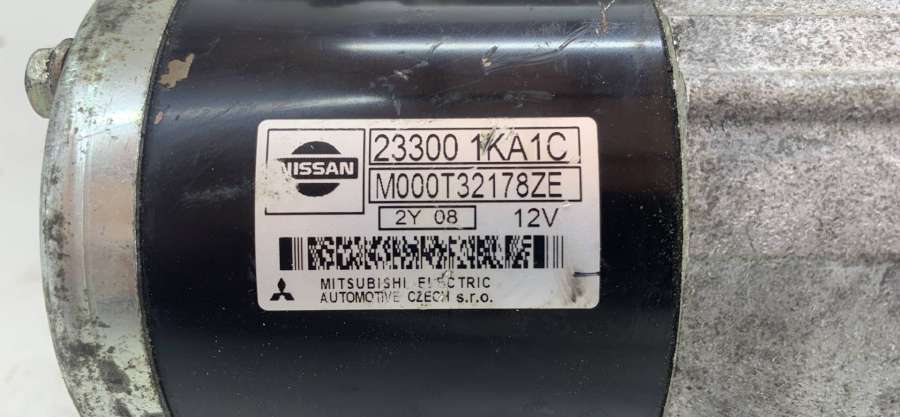 NISSAN
23300 1KA1C
M000T32178ZE
2Y 08 12V
MITSUBISHI ELECTRIC
AUTOMOTIVE CZECH s.r.o.